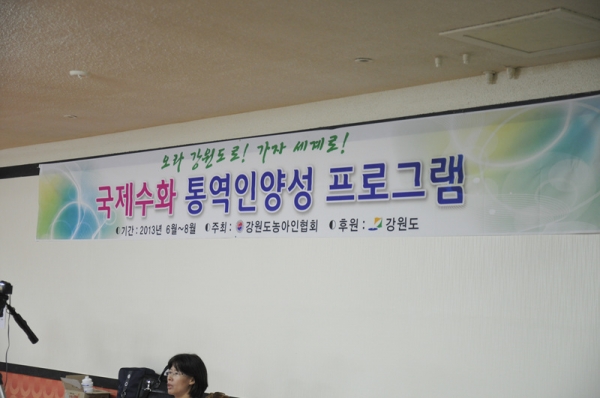 오라 강원도로! 가자 세계로!
국제수화 통역인양성 프로그램
기간 : 2013년 6월~8월 주최 : 강원도농아인협회 후원 : 강원도